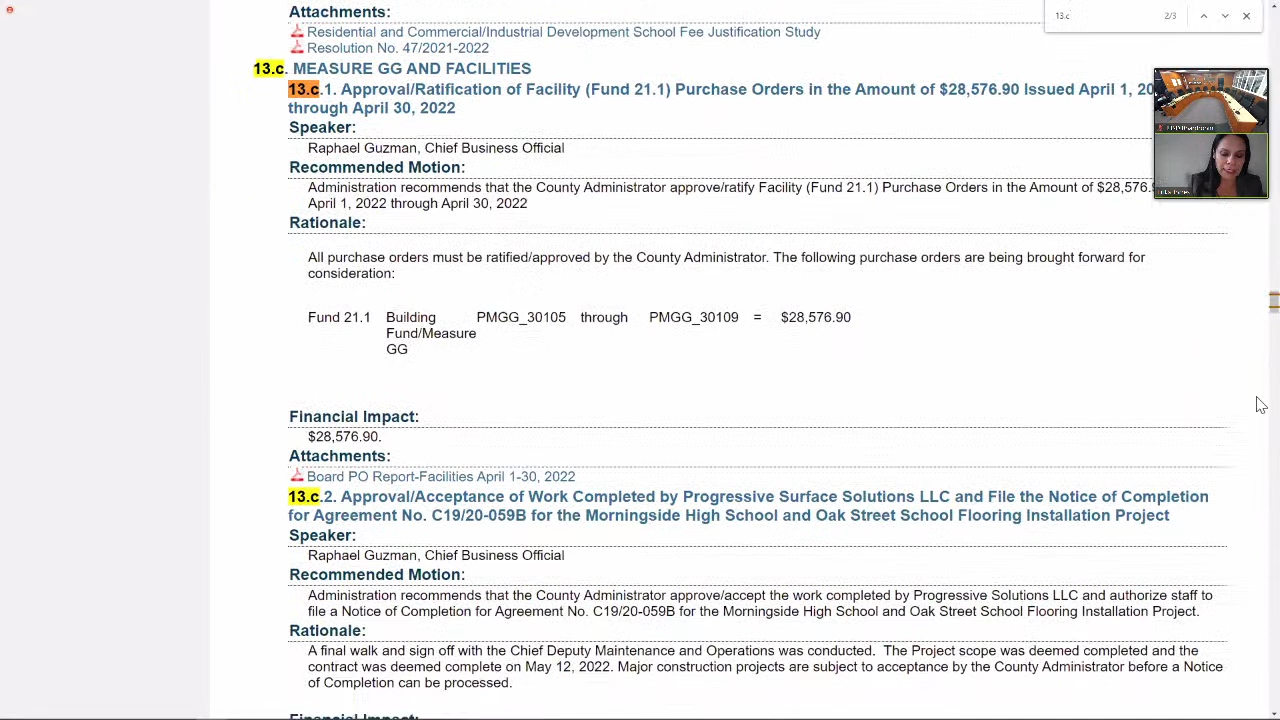 Attachments:
Residential and Commercial/Industrial Development School Fee Justification Study
Resolution No. 47/2021-2022
13.c. MEASURE GG AND FACILITIES
13.c.1. Approval/Ratification of Facility (Fund 21.1) Purchase Orders in the Amount of $28,576.90 Issued April 1, 20
through April 30, 2022
Speaker:
Raphael Guzman, Chief Business Official
Recommended Motion:
Administration recommends that the County Administrator approve/ratify Facility (Fund 21.1) Purchase Orders in the Amount of $28,576.
April 1, 2022 through April 30, 2022
Rationale:
All purchase orders must be ratified/approved by the County Administrator. The following purchase orders are being brought forward for
consideration:
Fund 21.1 Building PMGG_30105 through PMGG_30109 = $28,576.90
Fund/Measure
GG
Financial Impact:
$28,576.90.
Attachments:
Board PO Report-Facilities April 1-30, 2022
13.c.2. Approval/Acceptance of Work Completed by Progressive Surface Solutions LLC and File the Notice of Completion
for Agreement No. C19/20-059B for the Morningside High School and Oak Street School Flooring Installation Project
Speaker:
Raphael Guzman, Chief Business Official
Recommended Motion:
Administration recommends that the County Administrator approve/accept the work completed by Progressive Solutions LLC and authorize staff to
file a Notice of Completion for Agreement No. C19/20-059B for the Morningside High School and Oak Street School Flooring Installation Project.
Rationale:
A final walk and sign off with the Chief Deputy Maintenance and Operations was conducted. The Project scope was deemed completed and the
contract was deemed complete on May 12, 2022. Major construction projects are subject to acceptance by the County Administrator before a Notice
of Completion can be processed.
Financial Impact:
13.c
2/3